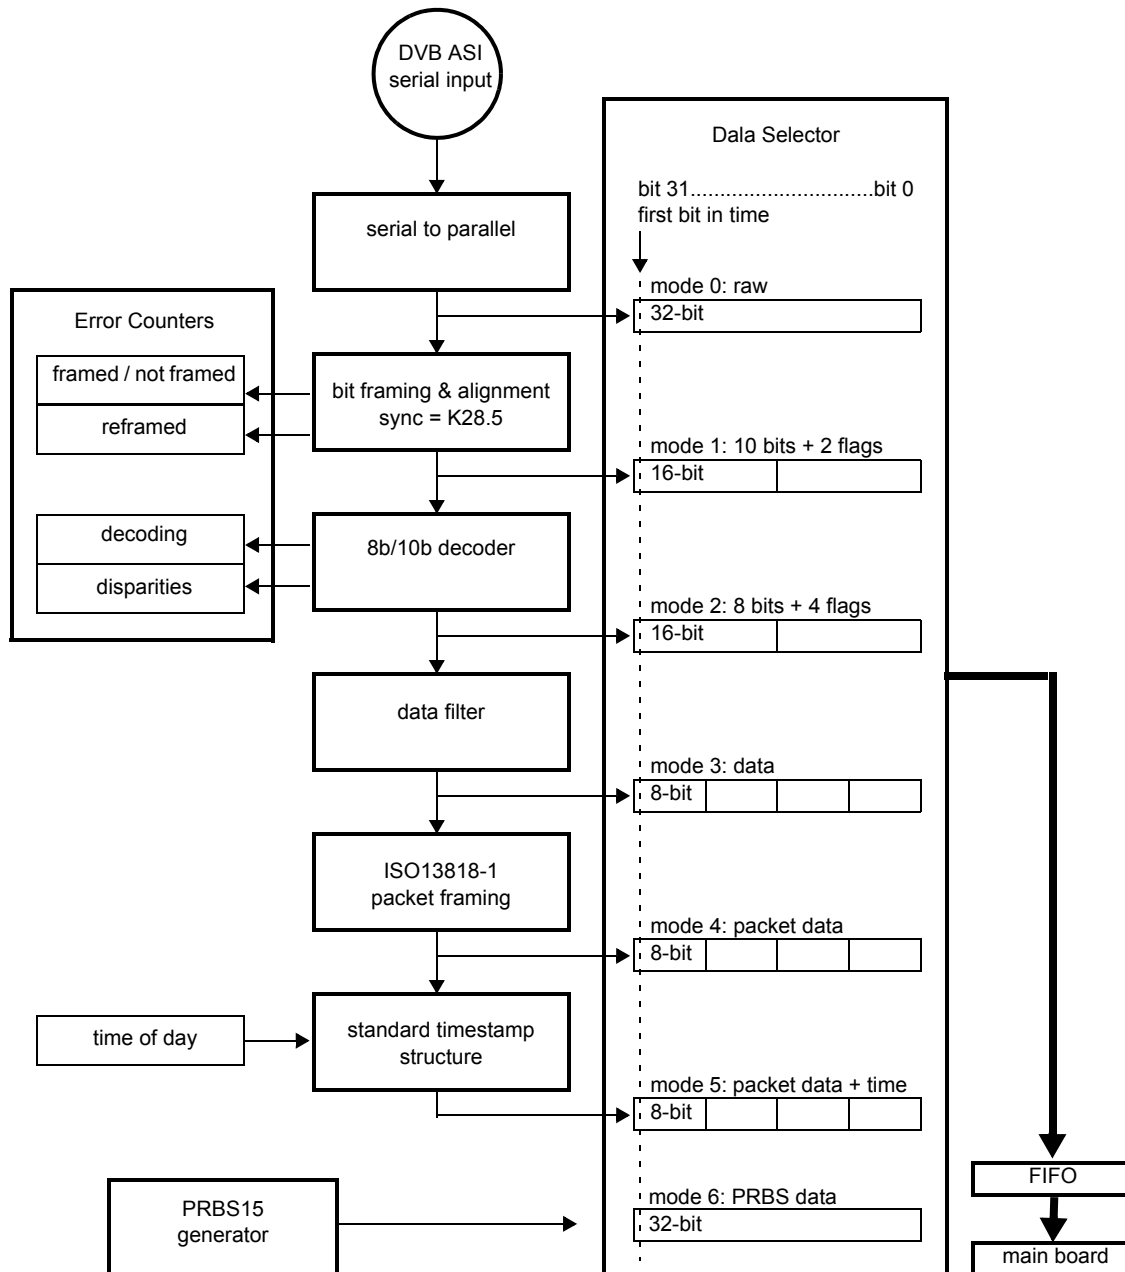 DVB ASI
serial input
Dala Selector
bit 31...............................bit 0
first bit in time
serial to parallel
mode 0: raw
32-bit
Error Counters
framed / not framed
reframed
bit framing & alignment
sync = K28.5
mode 1: 10 bits + 2 flags
16-bit
decoding
disparities
8b/10b decoder
mode 2: 8 bits + 4 flags
16-bit
data filter
mode 3: data
8-bit
ISO13818-1
packet framing
mode 4: packet data
8-bit
time of day
standard timestamp
structure
mode 5: packet data + time
8-bit
PRBS15
generator
mode 6: PRBS data
32-bit
FIFO
main board